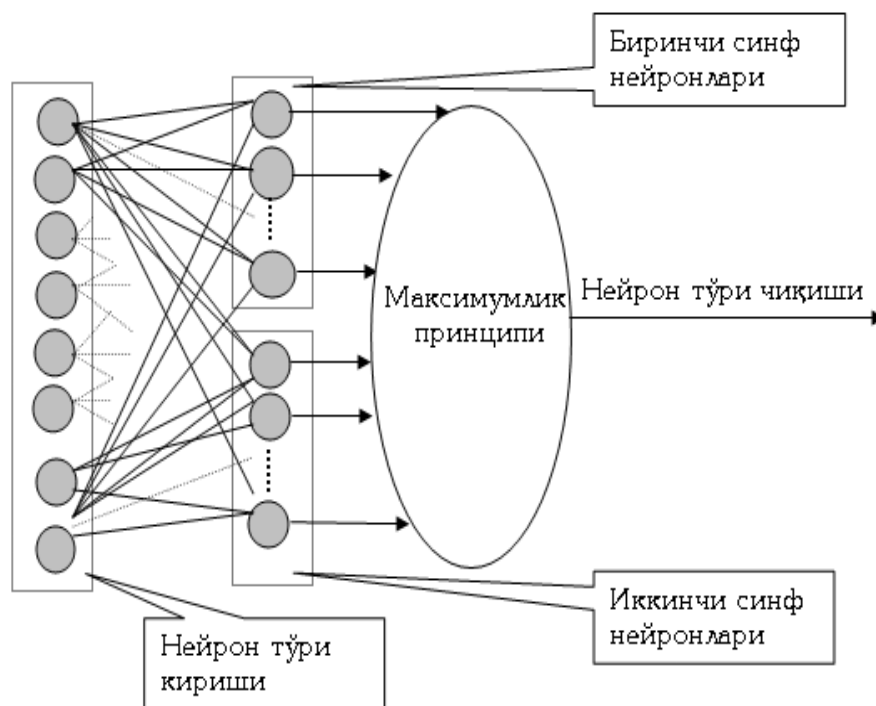 Биринчи синф
нейронлари
Максимумлик
принципи
Нейрон тўри чиқиши
Иккинчи синф
нейронлари
Нейрон тўри
кириши